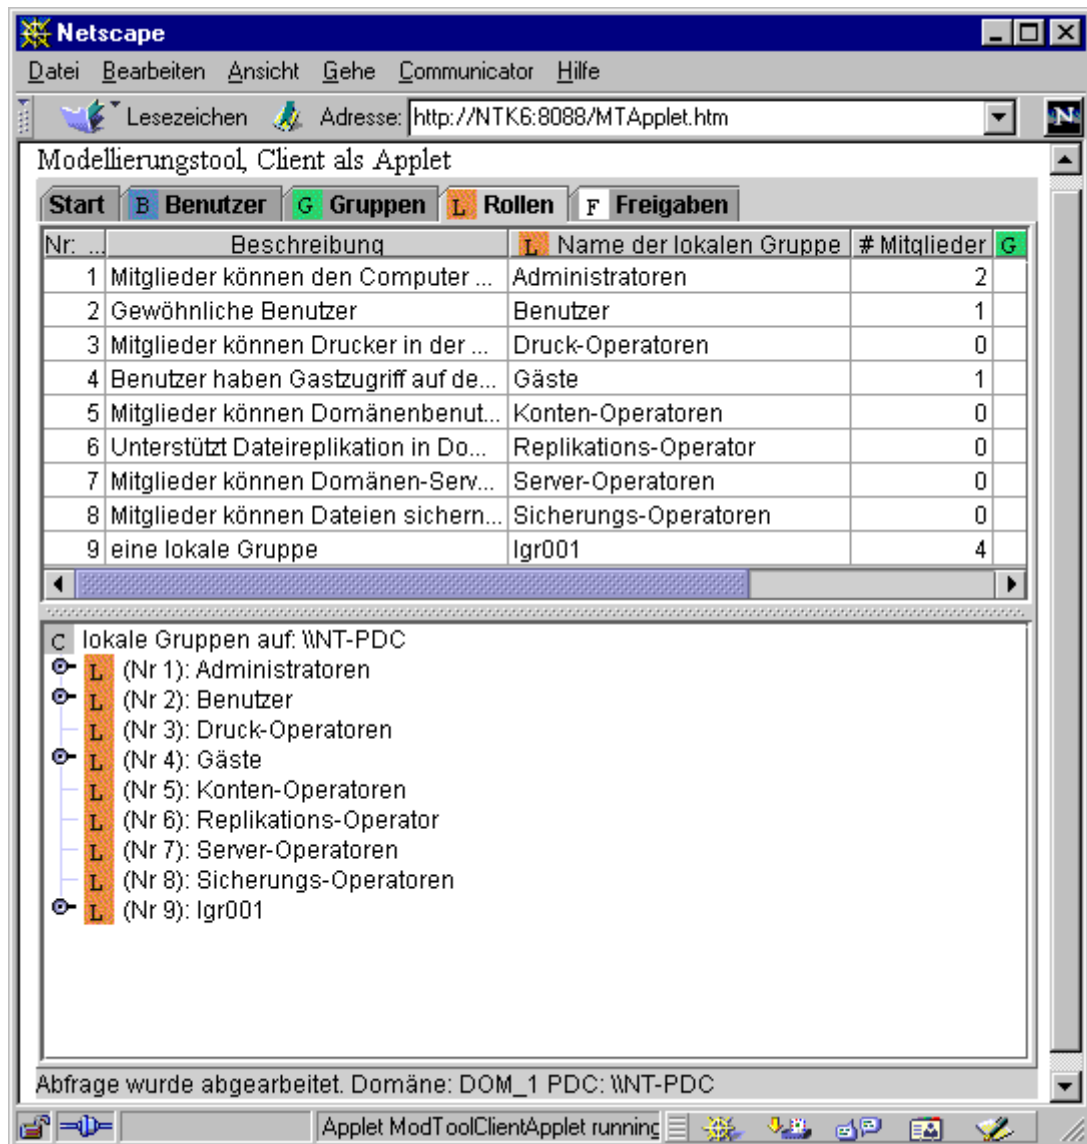 Netscape
Datei Bearbeiten Ansicht Gehe Communicator Hilfe
Lesezeichen Adresse: http://NTK6:8088/MTApplet.htm N
Modellierungstool, Client als Applet
Start B Benutzer G Gruppen L Rollen F Freigaben
Nr: ... Beschreibung L Name der lokalen Gruppe # Mitglieder G
1 Mitglieder können den Computer ... Administratoren 2
2 Gewöhnliche Benutzer Benutzer 1
3 Mitglieder können Drucker in der ... Druck-Operatoren 0
4 Benutzer haben Gastzugriff auf de... Gäste 1
5 Mitglieder können Domänenbenut... Konten-Operatoren 0
6 Unterstützt Dateireplikation in Do... Replikations-Operator 0
7 Mitglieder können Domänen-Serv... Server-Operatoren 0
8 Mitglieder können Dateien sichern... Sicherungs-Operatoren 0
9 eine lokale Gruppe lgr001 4
C lokale Gruppen auf: \\NT-PDC
L (Nr 1): Administratoren
L (Nr 2): Benutzer
L (Nr 3): Druck-Operatoren
L (Nr 4): Gäste
L (Nr 5): Konten-Operatoren
L (Nr 6): Replikations-Operator
L (Nr 7): Server-Operatoren
L (Nr 8): Sicherungs-Operatoren
L (Nr 9): lgr001
Abfrage wurde abgearbeitet. Domäne: DOM_1 PDC: \\NT-PDC
Applet ModToolClientApplet running